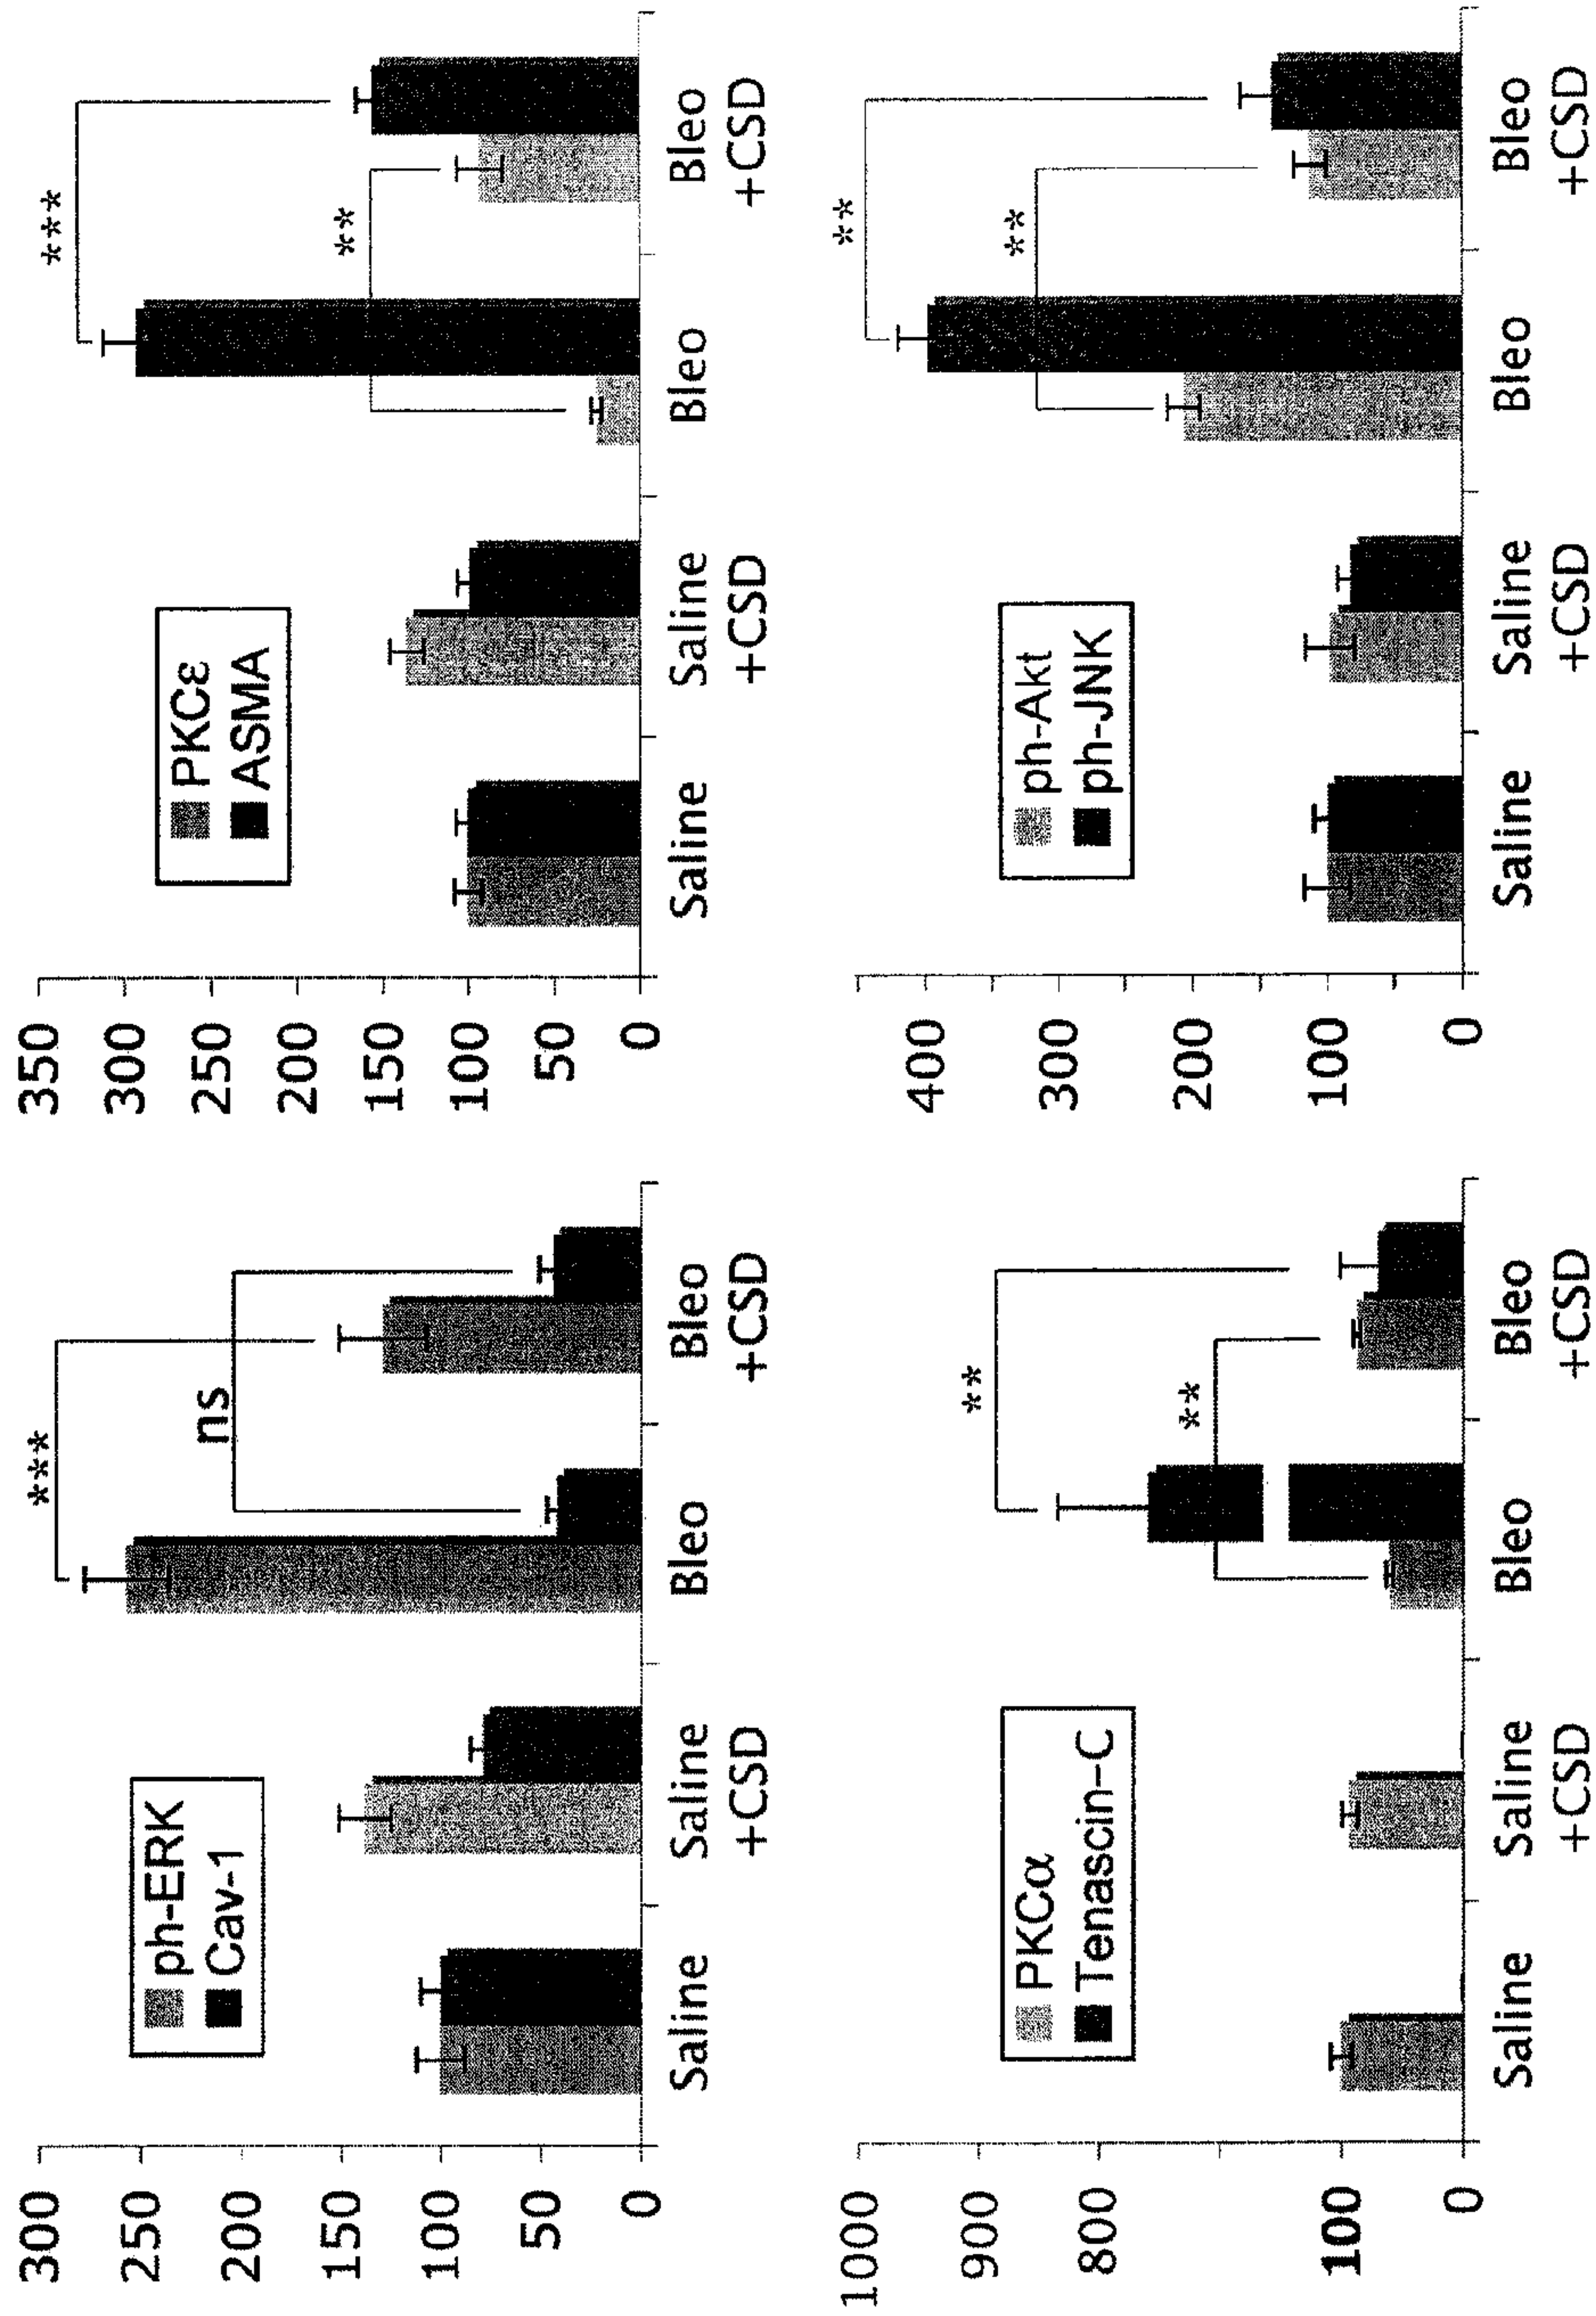 300
250
200
150
100
50
0
ph-ERK
Cav-1
***
ns
Saline
Saline
+CSD
Bleo
Bleo
+CSD
350
300
250
200
150
100
50
0
PKCε
ASMA
***
**
Saline
Saline
+CSD
Bleo
Bleo
+CSD
1000
900
800
100
0
PKCα
Tenascin-C
**
**
Saline
Saline
+CSD
Bleo
Bleo
+CSD
400
300
200
100
0
ph-Akt
ph-JNK
**
**
Saline
Saline
+CSD
Bleo
Bleo
+CSD